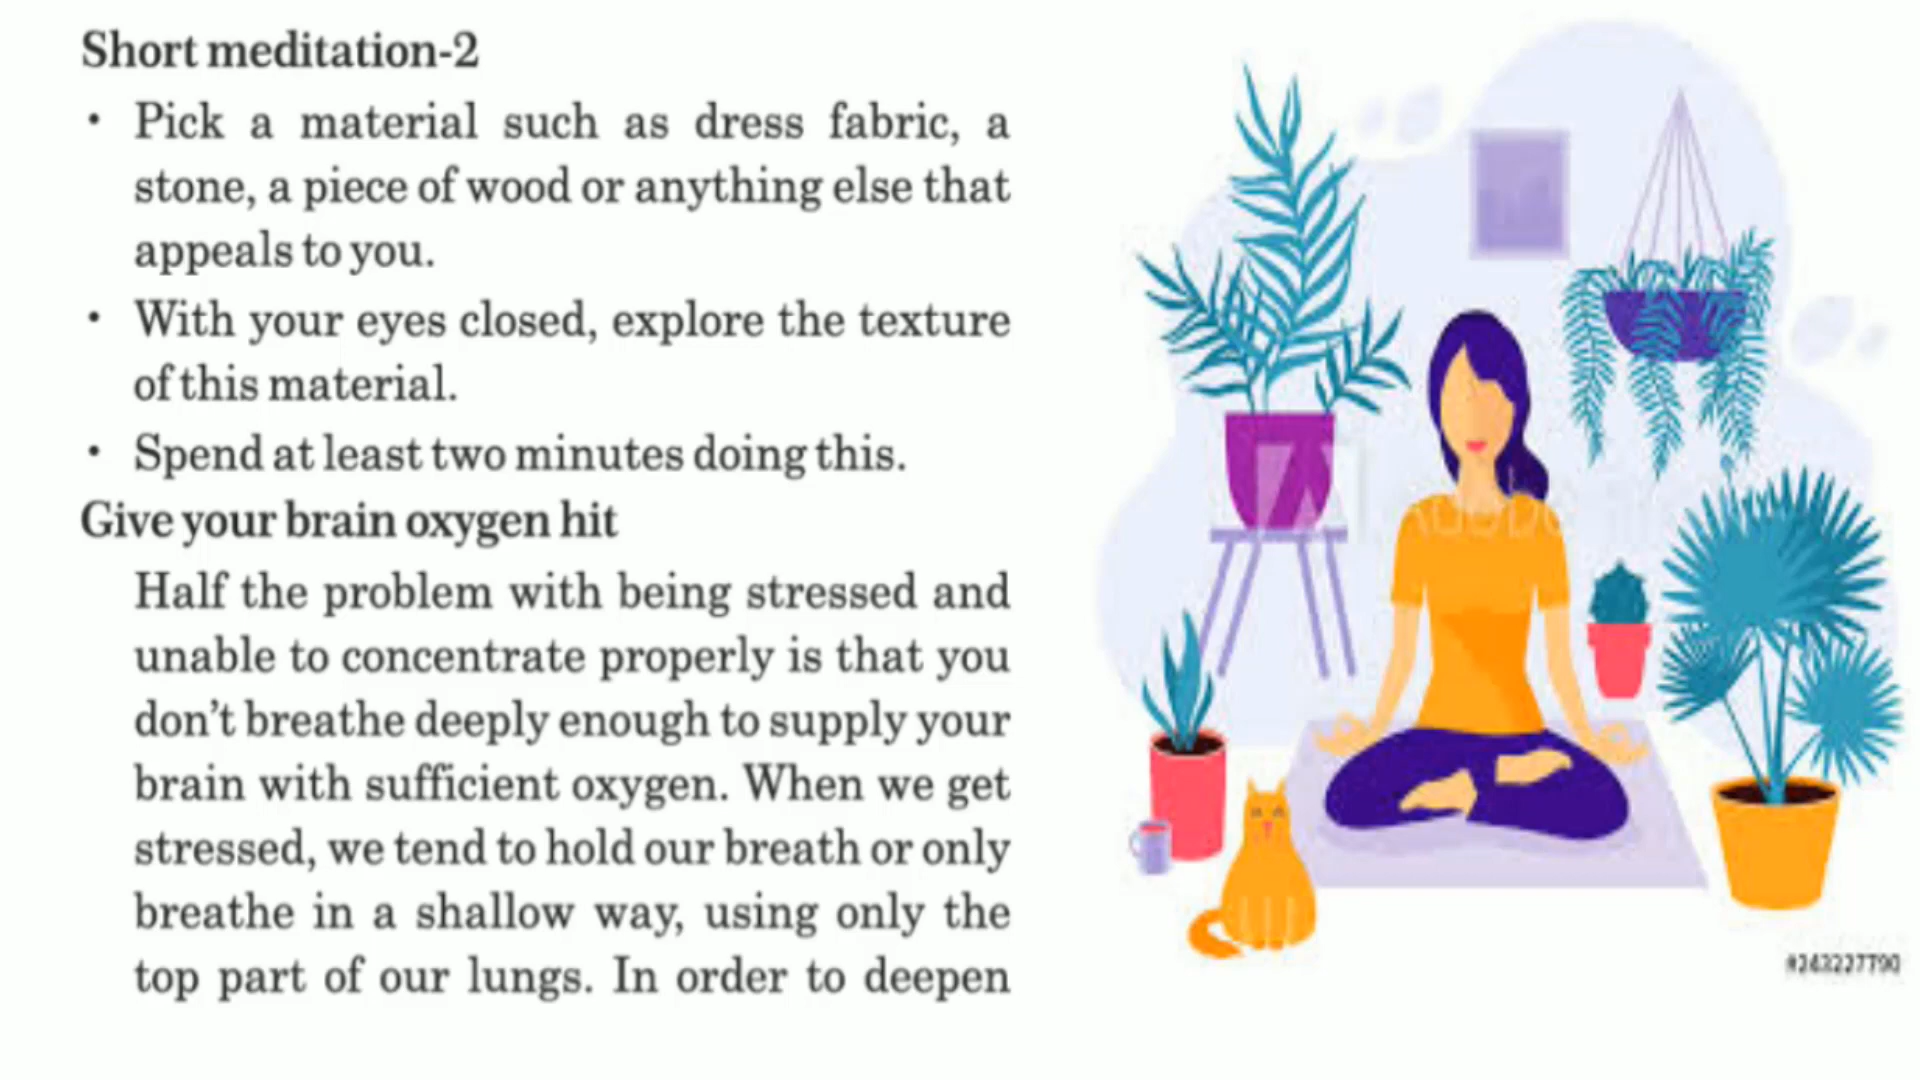 Short meditation-2
• Pick a material such as dress fabric, a
stone, a piece of wood or anything else that
appeals to you.
• With your eyes closed, explore the texture
of this material.
• Spend at least two minutes doing this.
Give your brain oxygen hit
Half the problem with being stressed and
unable to concentrate properly is that you
don't breathe deeply enough to supply your
brain with sufficient oxygen. When we get
stressed, we tend to hold our breath or only
breathe in a shallow way, using only the
top part of our lungs. In order to deepen
#243227790